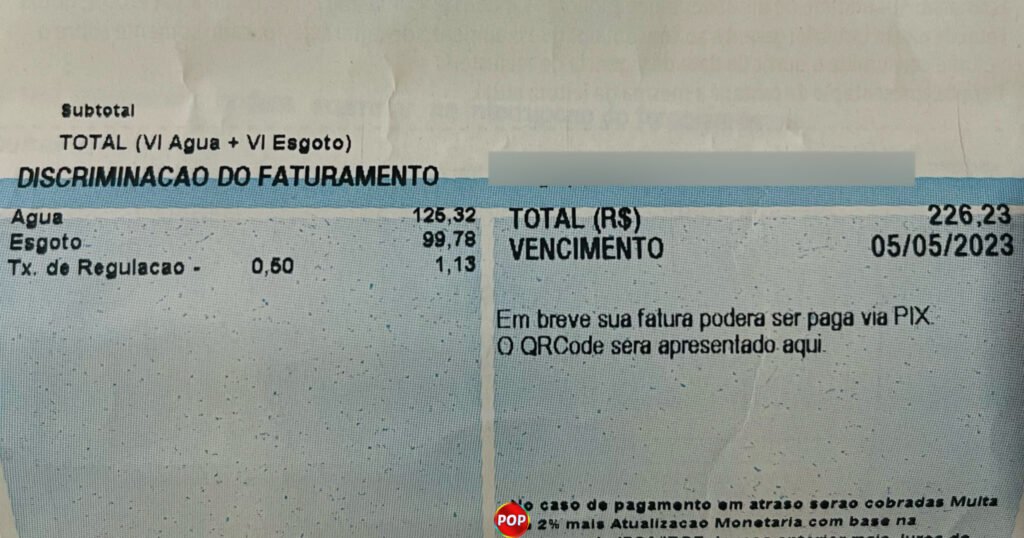 Subtotal
TOTAL (VI Agua + VI Esgoto)
DISCRIMINACAO DO FATURAMENTO
Agua 125,32
Esgoto 99,78
Tx. de Regulacao - 0,50 1,13
TOTAL (R$) 226,23
VENCIMENTO 05/05/2023
Em breve sua fatura podera ser paga via PIX.
O QRCode sera apresentado aqui.
No caso de pagamento em atraso serao cobradas Multa
2% mais Atualizacao Monetaria com base na
POP